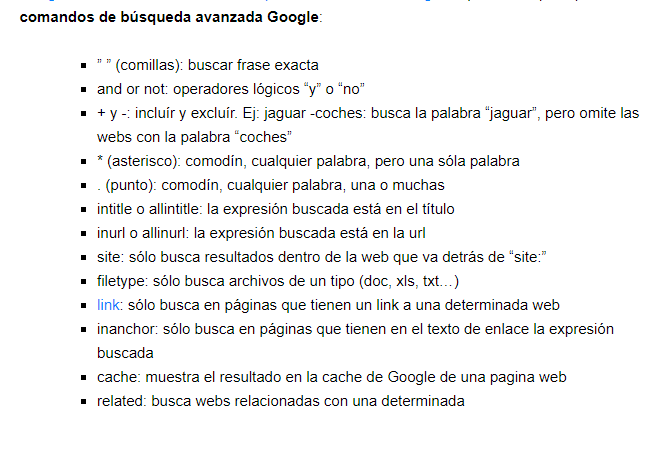 comandos de búsqueda avanzada Google:
" " (comillas): buscar frase exacta
and or not: operadores lógicos "y" o "no"
+ y -: incluír y excluír. Ej: jaguar -coches: busca la palabra "jaguar", pero omite las
webs con la palabra "coches"
* (asterisco): comodín, cualquier palabra, pero una sóla palabra
. (punto): comodín, cualquier palabra, una o muchas
intitle o allintitle: la expresión buscada está en el título
inurl o allinurl: la expresión buscada está en la url
site: sólo busca resultados dentro de la web que va detrás de "site:"
filetype: sólo busca archivos de un tipo (doc, xls, txt…)
link: sólo busca en páginas que tienen un link a una determinada web
inanchor: sólo busca en páginas que tienen en el texto de enlace la expresión
buscada
cache: muestra el resultado en la cache de Google de una pagina web
related: busca webs relacionadas con una determinada